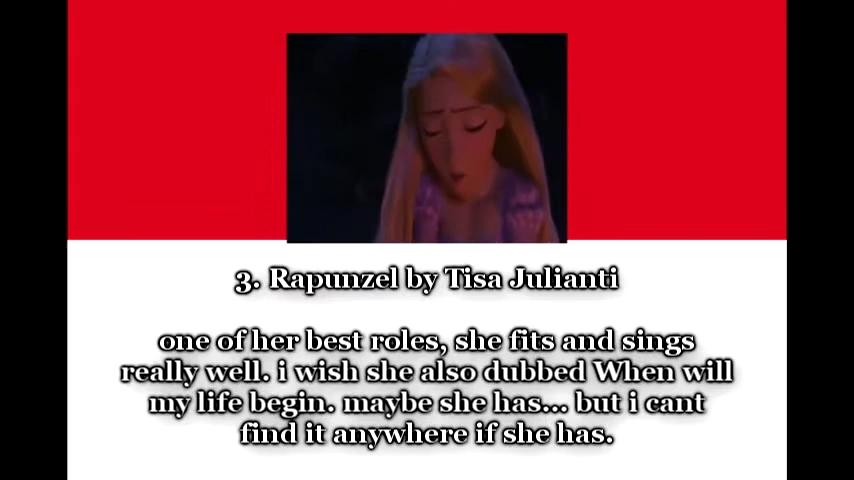 3. Rapunzel by Tisa Julianti
one of her best roles, she fits and sings
really well. i wish she also dubbed When will
my life begin. maybe she has... but i cant
find it anywhere if she has.